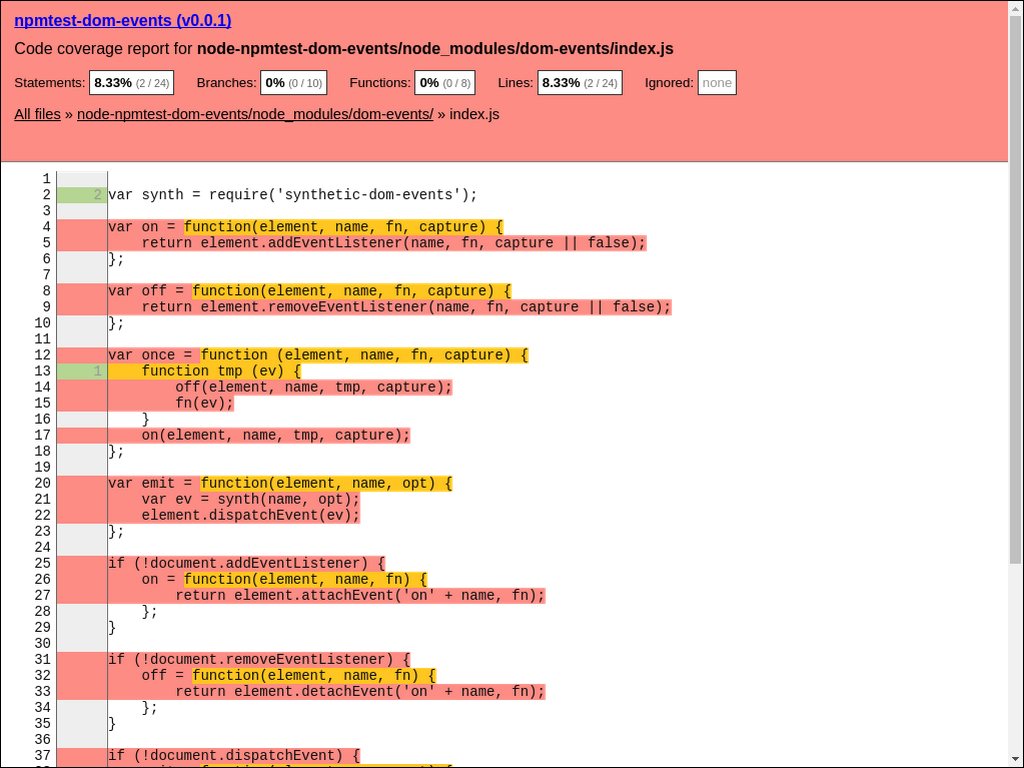 npmtest-dom-events (v0.0.1)
Code coverage report for node-npmtest-dom-events/node_modules/dom-events/index.js
Statements: 8.33% (2 / 24) Branches: 0% (0 / 10) Functions: 0% (0 / 8) Lines: 8.33% (2 / 24) Ignored: none
All files » node-npmtest-dom-events/node_modules/dom-events/ » index.js
1
2 2 var synth = require('synthetic-dom-events');
3
4 var on = function(element, name, fn, capture) {
5     return element.addEventListener(name, fn, capture || false);
6 };
7
8 var off = function(element, name, fn, capture) {
9     return element.removeEventListener(name, fn, capture || false);
10 };
11
12 var once = function (element, name, fn, capture) {
13 1     function tmp (ev) {
14         off(element, name, tmp, capture);
15         fn(ev);
16     }
17     on(element, name, tmp, capture);
18 };
19
20 var emit = function(element, name, opt) {
21     var ev = synth(name, opt);
22     element.dispatchEvent(ev);
23 };
24
25 if (!document.addEventListener) {
26     on = function(element, name, fn) {
27         return element.attachEvent('on' + name, fn);
28     };
29 }
30
31 if (!document.removeEventListener) {
32     off = function(element, name, fn) {
33         return element.detachEvent('on' + name, fn);
34     };
35 }
36
37 if (!document.dispatchEvent) {